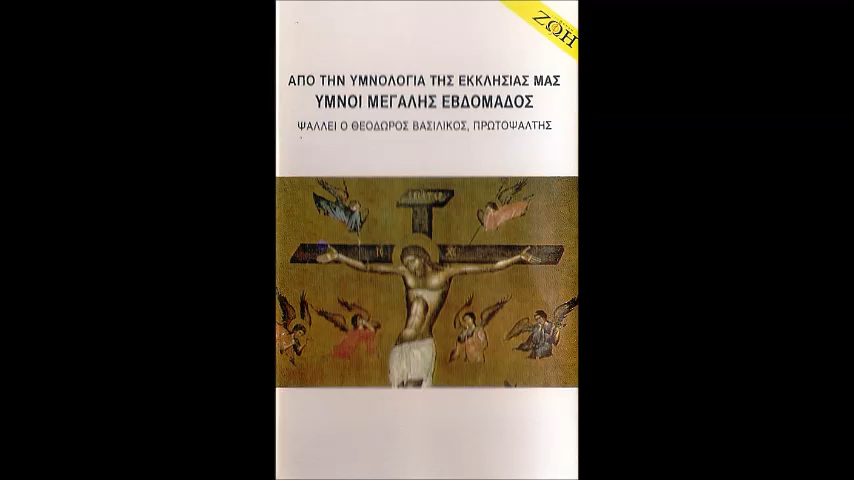 ΖΩΗ
ΑΠΟ ΤΗΝ ΥΜΝΟΛΟΓΙΑ ΤΗΣ ΕΚΚΛΗΣΙΑΣ ΜΑΣ
ΥΜΝΟΙ ΜΕΓΑΛΗΣ ΕΒΔΟΜΑΔΟΣ
ΨΑΛΛΕΙ Ο ΘΕΟΔΩΡΟΣ ΒΑΣΙΛΙΚΟΣ, ΠΡΩΤΟΨΑΛΤΗΣ